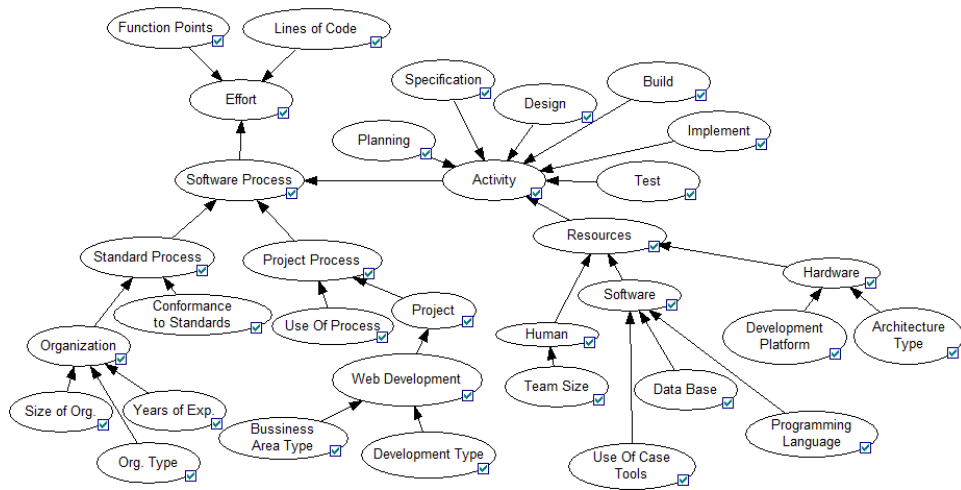 Function Points
Lines of Code
Effort
Specification
Design
Build
Planning
Implement
Software Process
Activity
Test
Resources
Standard Process
Project Process
Hardware
Conformance
to Standards
Use Of Process
Project
Software
Organization
Human
Development
Platform
Architecture
Type
Web Development
Team Size
Data Base
Size of Org.
Years of Exp.
Bussiness
Area Type
Programming
Language
Org. Type
Development Type
Use Of Case
Tools